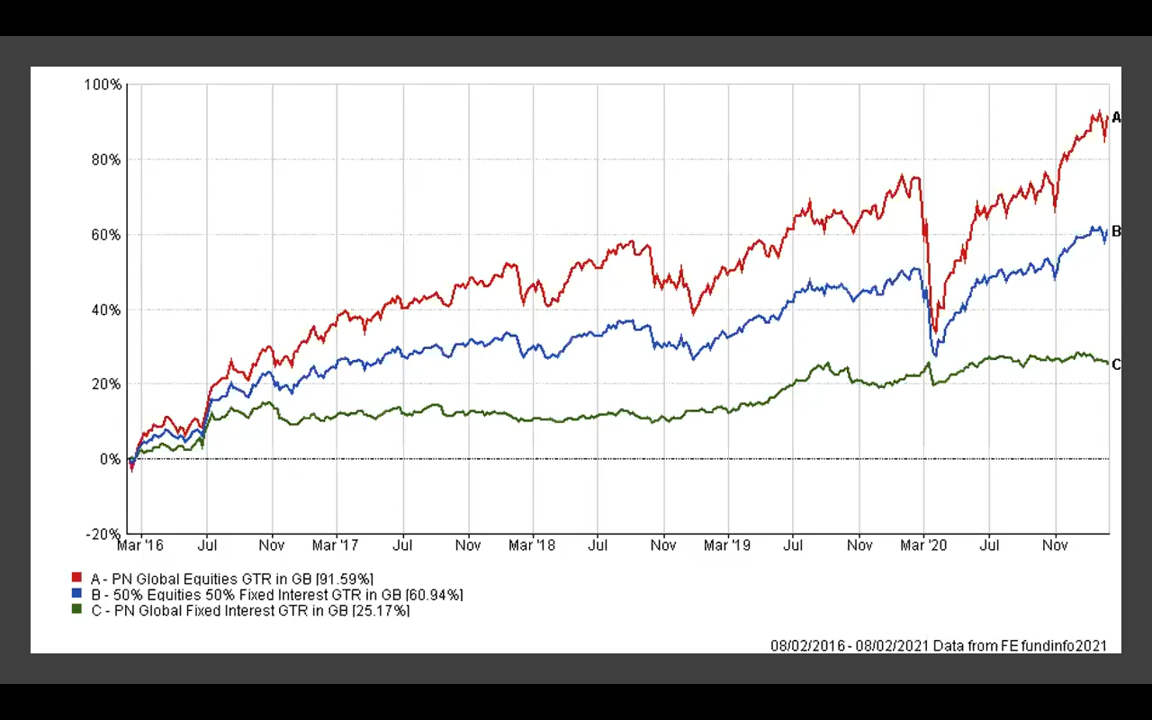 100%
A
80%
60%
B
40%
20%
C
0%
-20%
Mar '16 Jul Nov Mar '17 Jul Nov Mar '18 Jul Nov Mar '19 Jul Nov Mar '20 Jul Nov
A - PN Global Equities GTR in GB [91.59%]
B - 50% Equities 50% Fixed Interest GTR in GB [60.94%]
C - PN Global Fixed Interest GTR in GB [25.17%]
08/02/2016 - 08/02/2021 Data from FE fundinfo2021